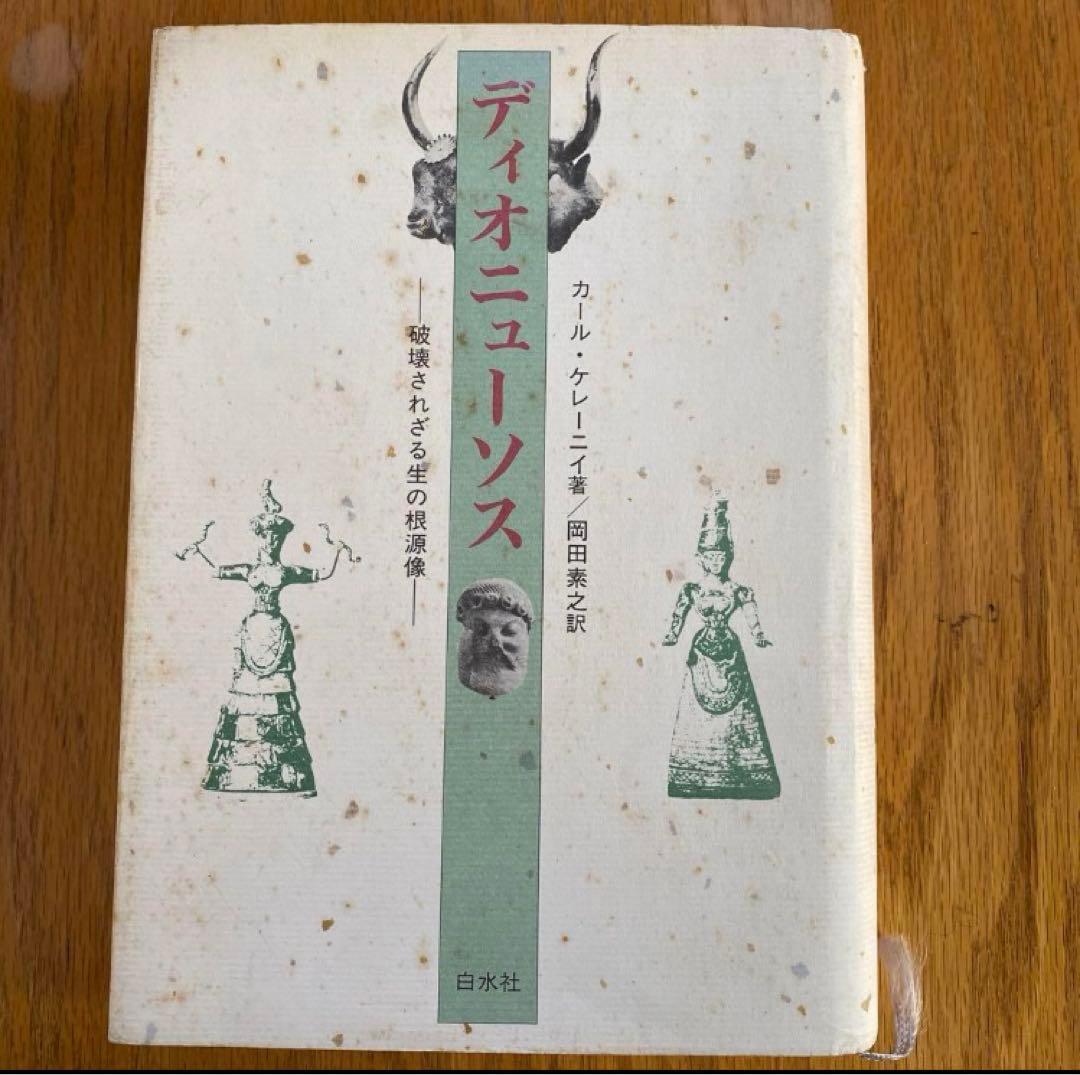 カール・ケレーニイ著／岡田素之訳
ディオニューソス
―破壊されざる生の根源像―
白水社